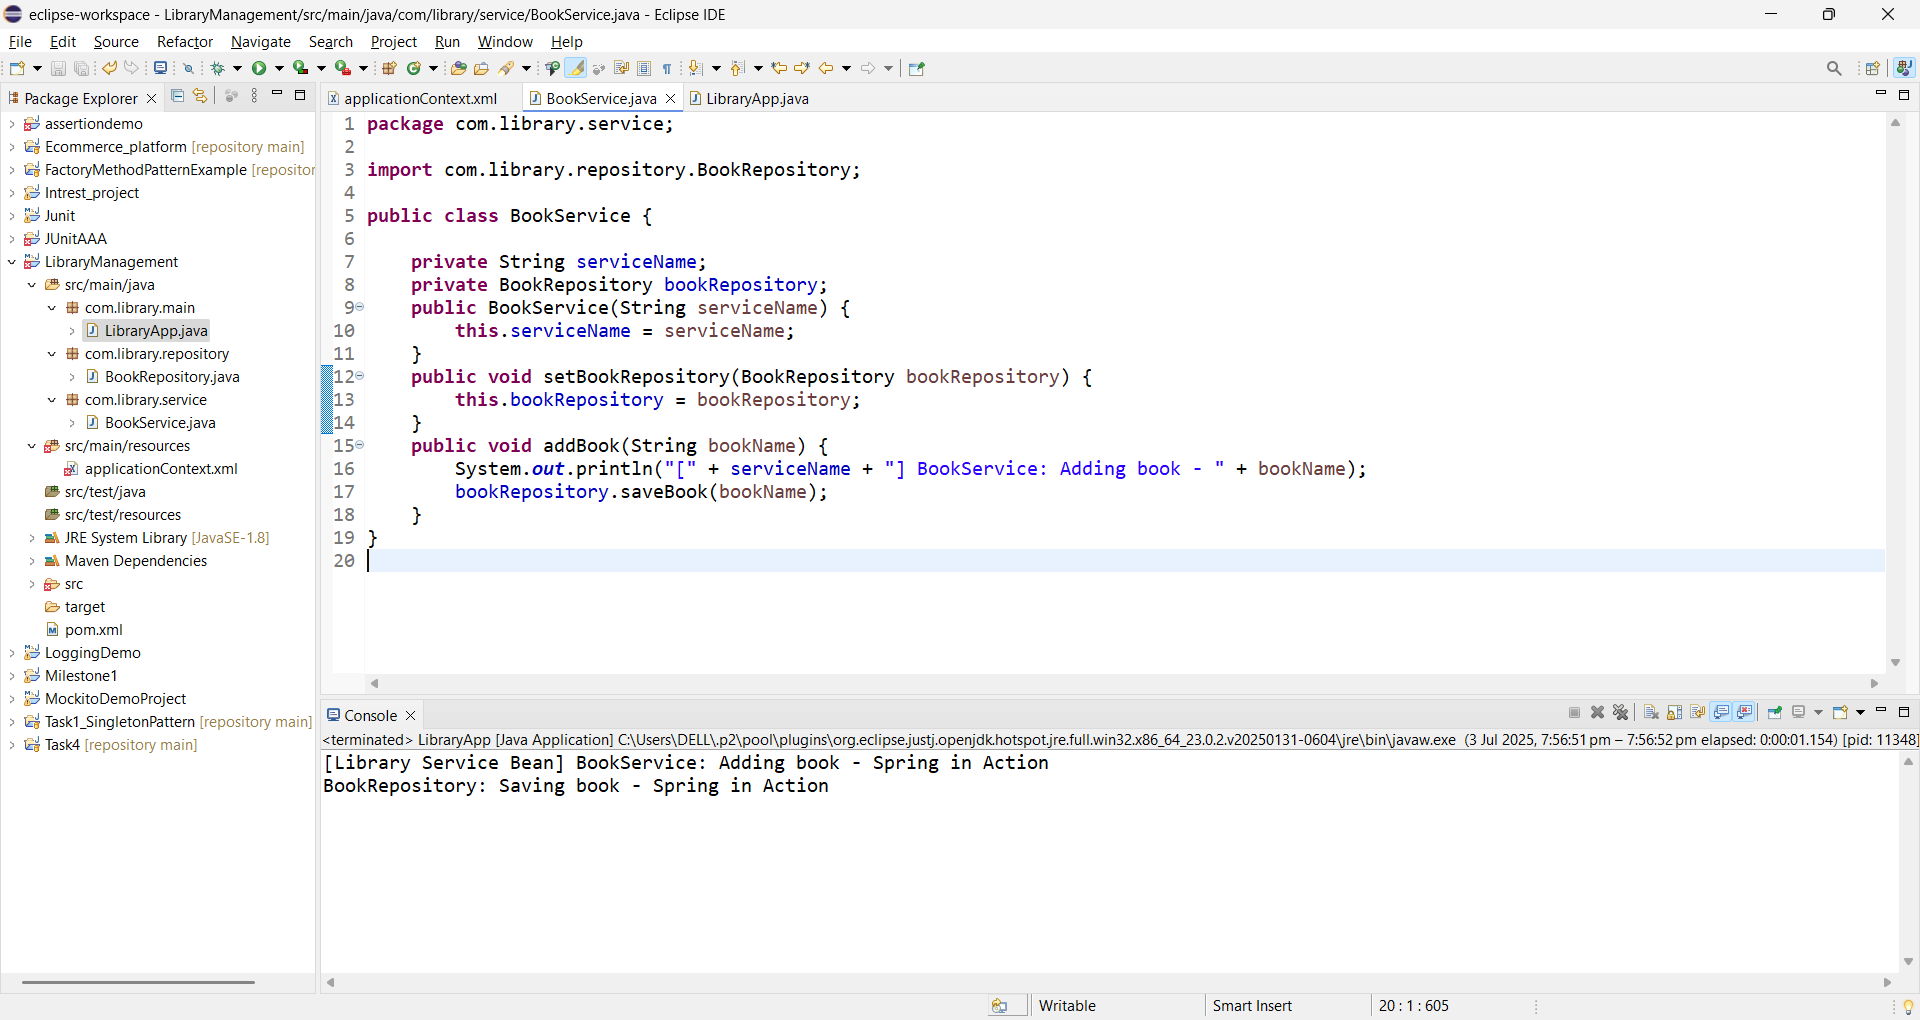 eclipse-workspace - LibraryManagement/src/main/java/com/library/service/BookService.java - Eclipse IDE
File Edit Source Refactor Navigate Search Project Run Window Help
Package Explorer
assertiondemo
Ecommerce_platform [repository main]
FactoryMethodPatternExample [repositor
Intrest_project
Junit
JUnitAAA
LibraryManagement
src/main/java
com.library.main
LibraryApp.java
com.library.repository
BookRepository.java
com.library.service
BookService.java
src/main/resources
applicationContext.xml
src/test/java
src/test/resources
JRE System Library [JavaSE-1.8]
Maven Dependencies
src
target
pom.xml
LoggingDemo
Milestone1
MockitoDemoProject
Task1_SingletonPattern [repository main]
Task4 [repository main]
applicationContext.xml BookService.java LibraryApp.java
1 package com.library.service;
2
3 import com.library.repository.BookRepository;
4
5 public class BookService {
6
7     private String serviceName;
8     private BookRepository bookRepository;
9     public BookService(String serviceName) {
10         this.serviceName = serviceName;
11     }
12     public void setBookRepository(BookRepository bookRepository) {
13         this.bookRepository = bookRepository;
14     }
15     public void addBook(String bookName) {
16         System.out.println("[" + serviceName + "] BookService: Adding book - " + bookName);
17         bookRepository.saveBook(bookName);
18     }
19 }
20
Console
<terminated> LibraryApp [Java Application] C:\Users\DELL\.p2\pool\plugins\org.eclipse.justj.openjdk.hotspot.jre.full.win32.x86_64_23.0.2.v20250131-0604\jre\bin\javaw.exe (3 Jul 2025, 7:56:51 pm – 7:56:52 pm elapsed: 0:00:01.154) [pid: 11348]
[Library Service Bean] BookService: Adding book - Spring in Action
BookRepository: Saving book - Spring in Action
Writable Smart Insert 20 : 1 : 605